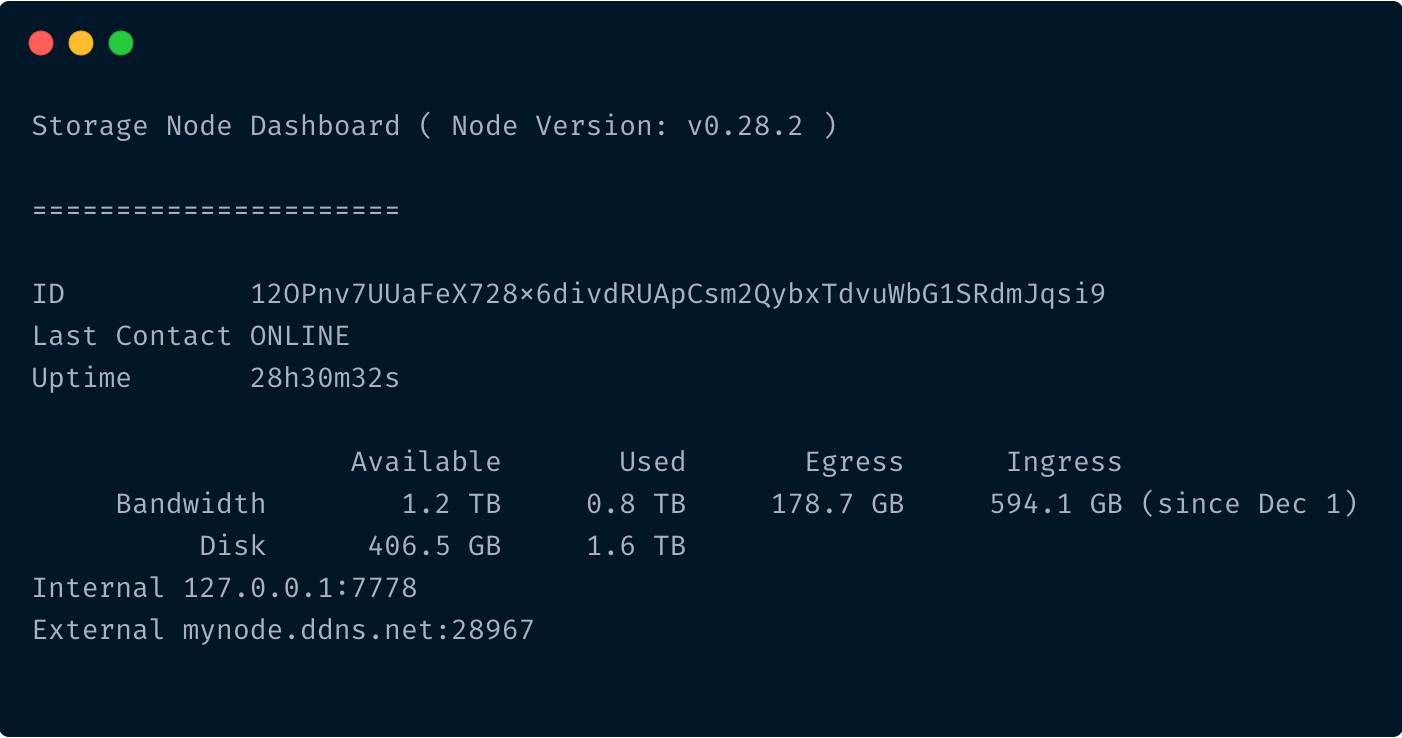 Storage Node Dashboard ( Node Version: v0.28.2 )
======================
ID 12OPnv7UUaFeX728×6divdRUApCsm2QybxTdvuWbG1SRdmJqsi9
Last Contact ONLINE
Uptime 28h30m32s
Available Used Egress Ingress
Bandwidth 1.2 TB 0.8 TB 178.7 GB 594.1 GB (since Dec 1)
Disk 406.5 GB 1.6 TB
Internal 127.0.0.1:7778
External mynode.ddns.net:28967